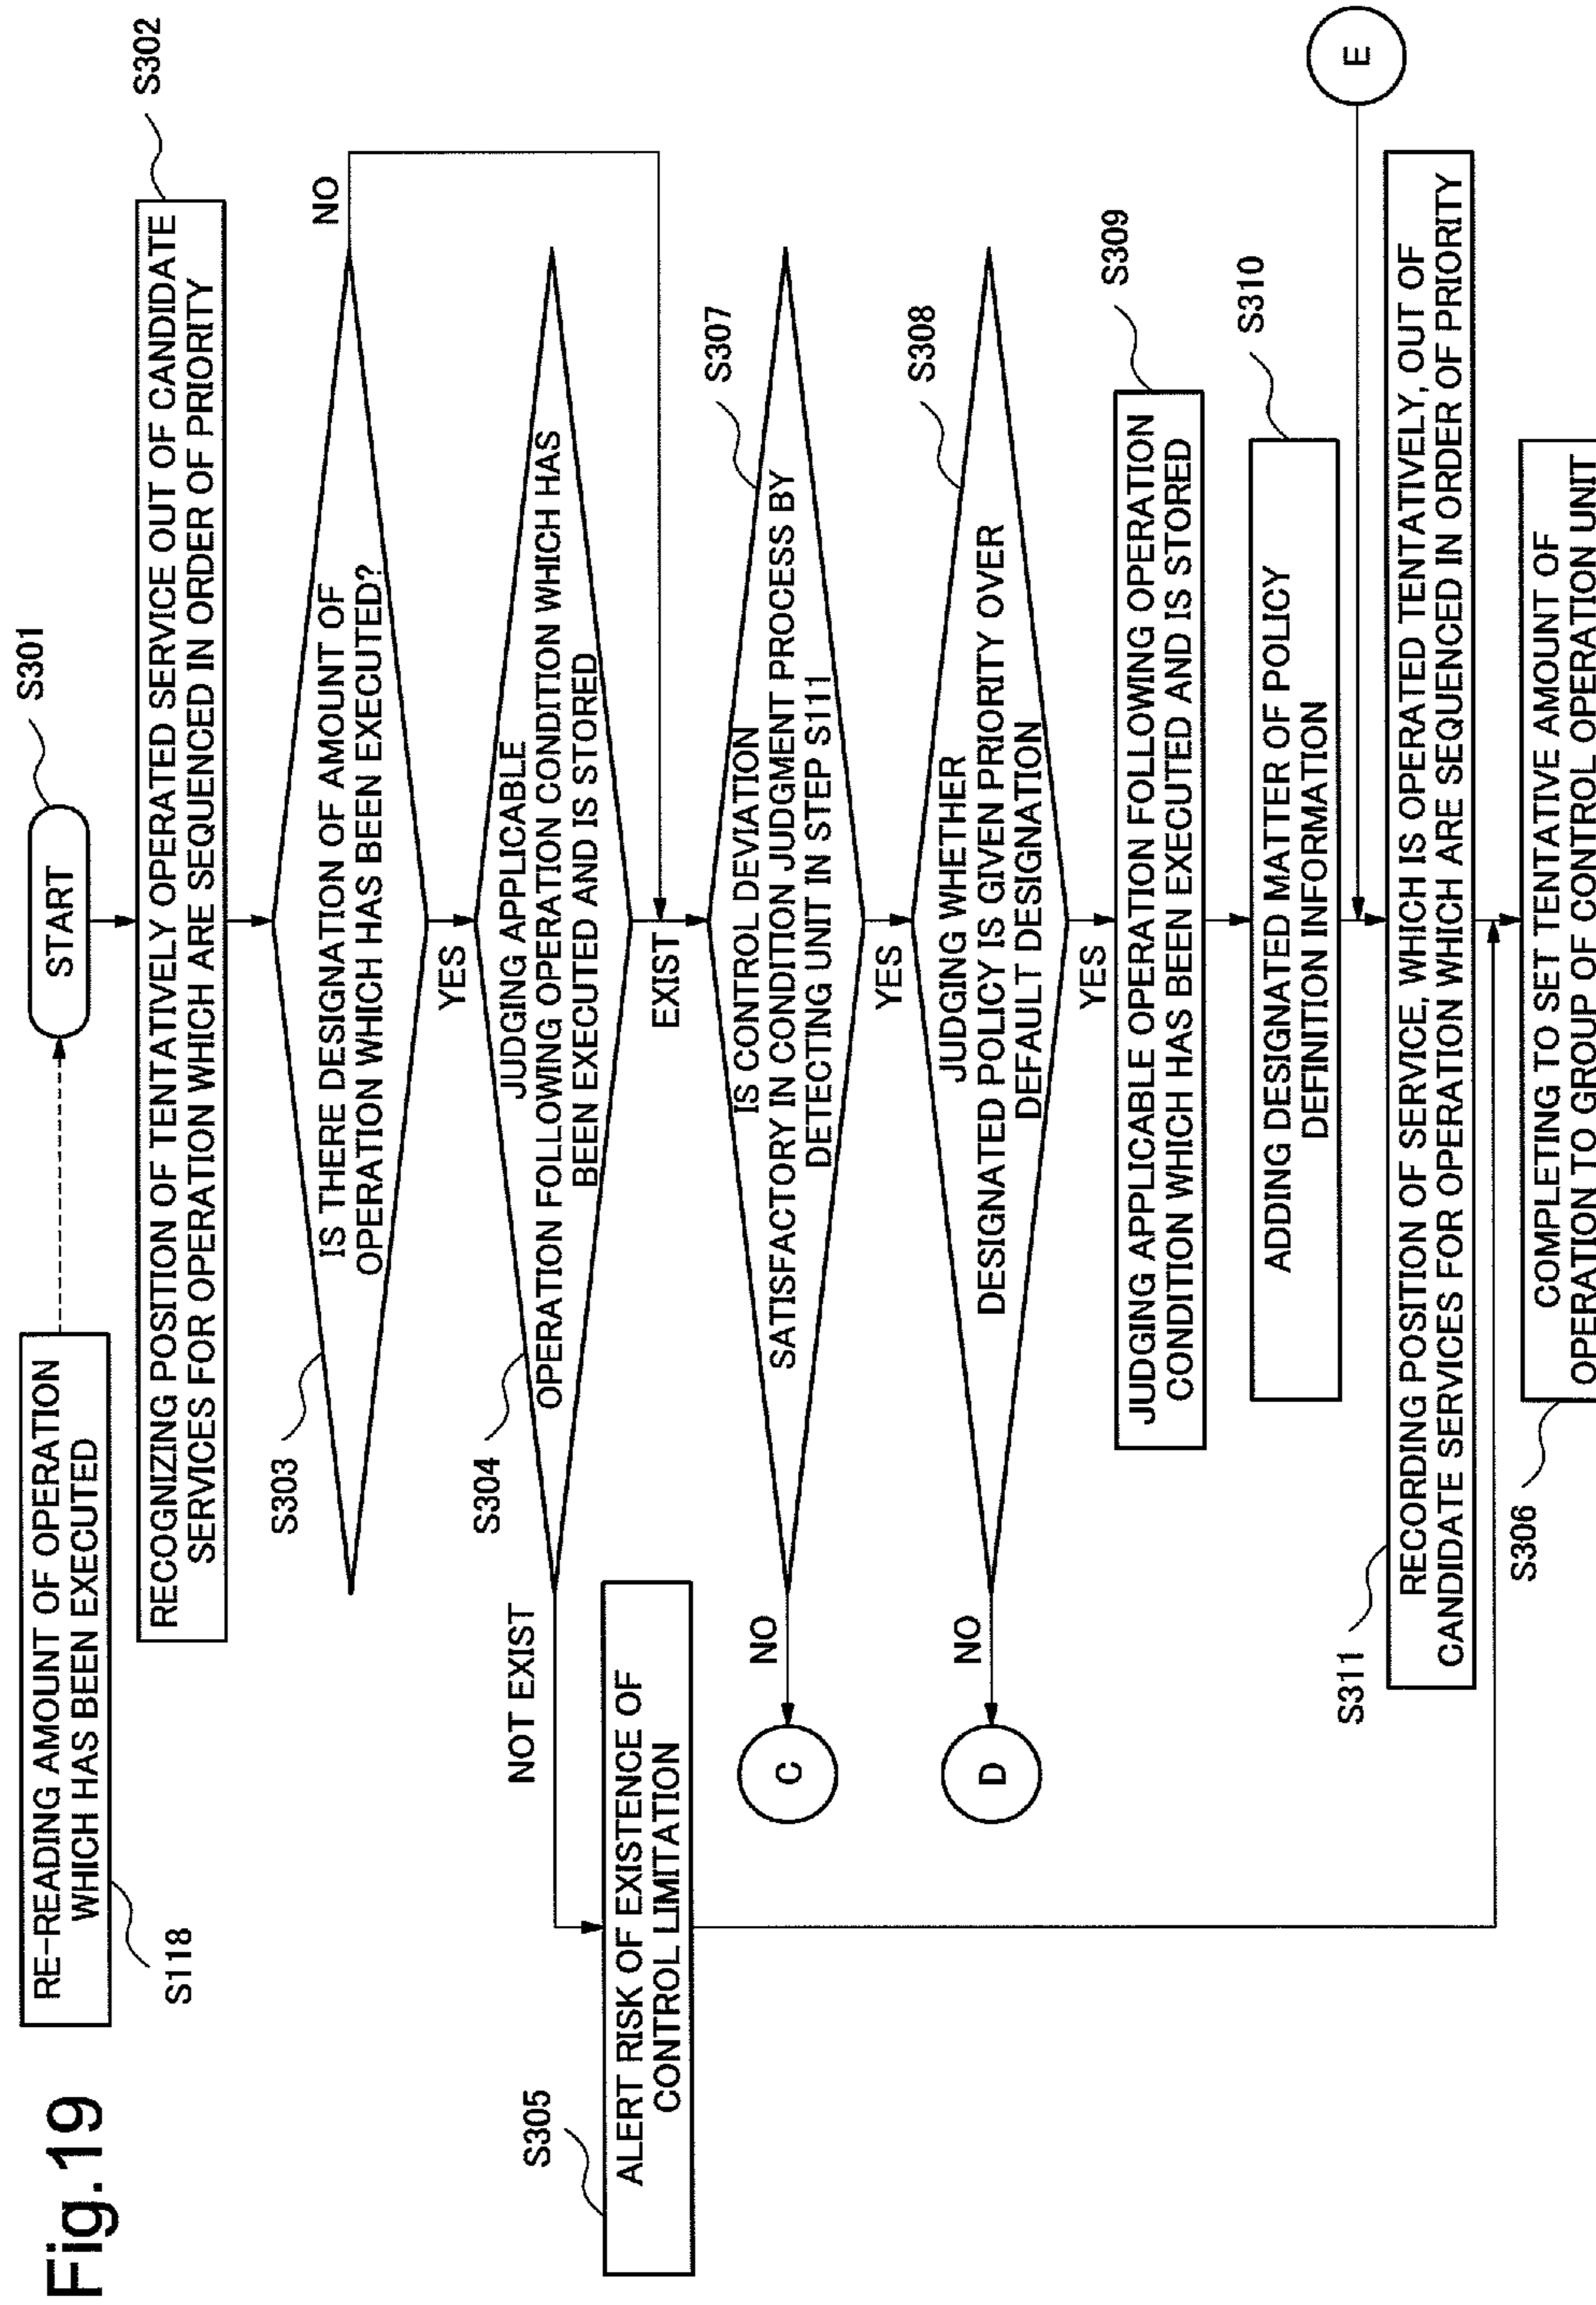 Fig.19
RE-READING AMOUNT OF OPERATION
WHICH HAS BEEN EXECUTED
S118
START
S301
RECOGNIZING POSITION OF TENTATIVELY OPERATED SERVICE OUT OF CANDIDATE
SERVICES FOR OPERATION WHICH ARE SEQUENCED IN ORDER OF PRIORITY
S302
S303
IS THERE DESIGNATION OF AMOUNT OF
OPERATION WHICH HAS BEEN EXECUTED?
NO
YES
S304
JUDGING APPLICABLE
OPERATION FOLLOWING OPERATION CONDITION WHICH HAS
BEEN EXECUTED AND IS STORED
NOT EXIST
EXIST
S305
ALERT RISK OF EXISTENCE OF
CONTROL LIMITATION
S307
IS CONTROL DEVIATION
SATISFACTORY IN CONDITION JUDGMENT PROCESS BY
DETECTING UNIT IN STEP S111
NO
C
YES
S308
JUDGING WHETHER
DESIGNATED POLICY IS GIVEN PRIORITY OVER
DEFAULT DESIGNATION
NO
D
YES
S309
JUDGING APPLICABLE OPERATION FOLLOWING OPERATION
CONDITION WHICH HAS BEEN EXECUTED AND IS STORED
S310
ADDING DESIGNATED MATTER OF POLICY
DEFINITION INFORMATION
E
S311
RECORDING POSITION OF SERVICE, WHICH IS OPERATED TENTATIVELY, OUT OF
CANDIDATE SERVICES FOR OPERATION WHICH ARE SEQUENCED IN ORDER OF PRIORITY
S306
COMPLETING TO SET TENTATIVE AMOUNT OF
OPERATION TO GROUP OF CONTROL OPERATION UNIT